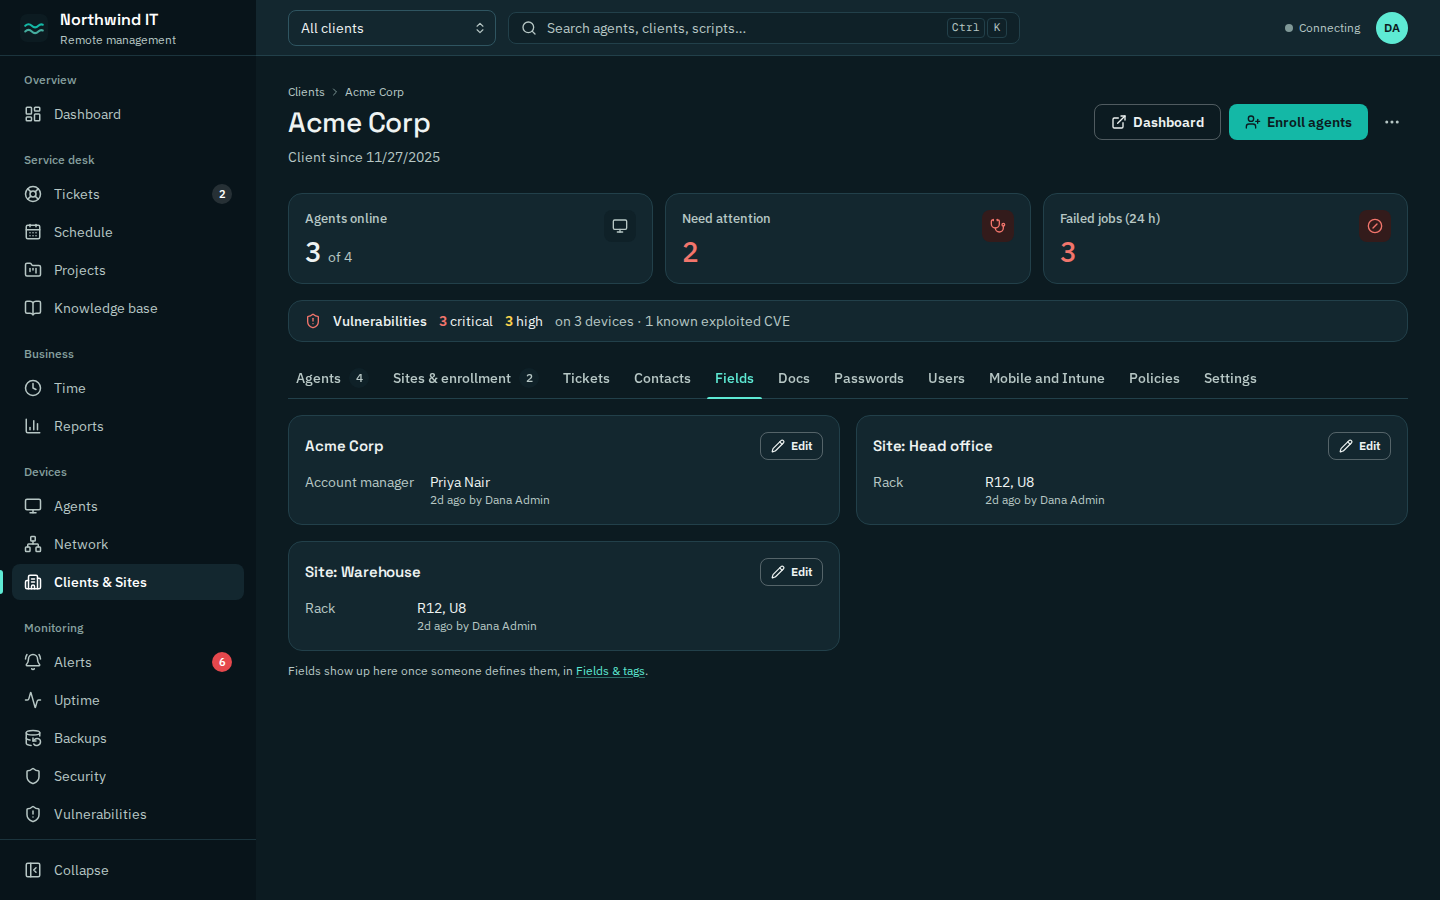 Northwind IT
Remote management
All clients
Search agents, clients, scripts...
Ctrl K
Connecting
DA
Overview
Dashboard
Service desk
Tickets 2
Schedule
Projects
Knowledge base
Business
Time
Reports
Devices
Agents
Network
Clients & Sites
Monitoring
Alerts 6
Uptime
Backups
Security
Vulnerabilities
Collapse
Clients > Acme Corp
Acme Corp
Client since 11/27/2025
Dashboard
Enroll agents
Agents online
3 of 4
Need attention
2
Failed jobs (24 h)
3
Vulnerabilities 3 critical 3 high on 3 devices · 1 known exploited CVE
Agents 4 Sites & enrollment 2 Tickets Contacts Fields Docs Passwords Users Mobile and Intune Policies Settings
Acme Corp
Edit
Account manager Priya Nair
2d ago by Dana Admin
Site: Head office
Edit
Rack R12, U8
2d ago by Dana Admin
Site: Warehouse
Edit
Rack R12, U8
2d ago by Dana Admin
Fields show up here once someone defines them, in Fields & tags.